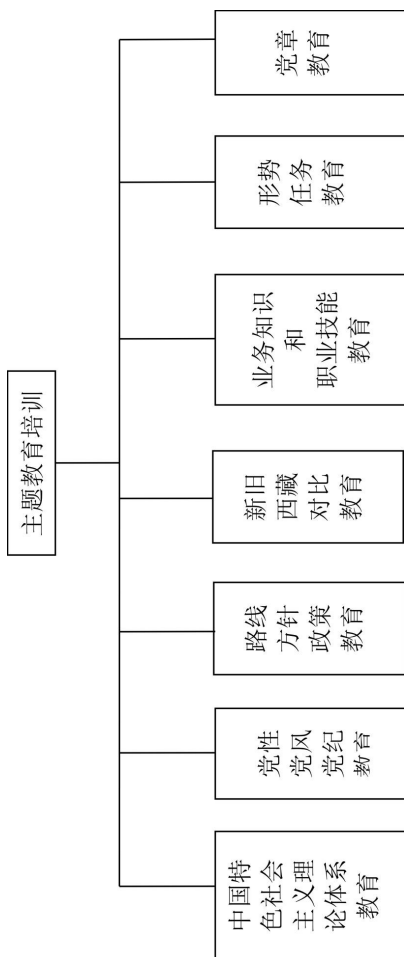 主题教育培训
中国特
色社会
主义理
论体系
教育
党性
党风
党纪
教育
路线
方针
政策
教育
新旧
西藏
对比
教育
业务知识
和
职业技能
教育
形势
任务
教育
党章
教育